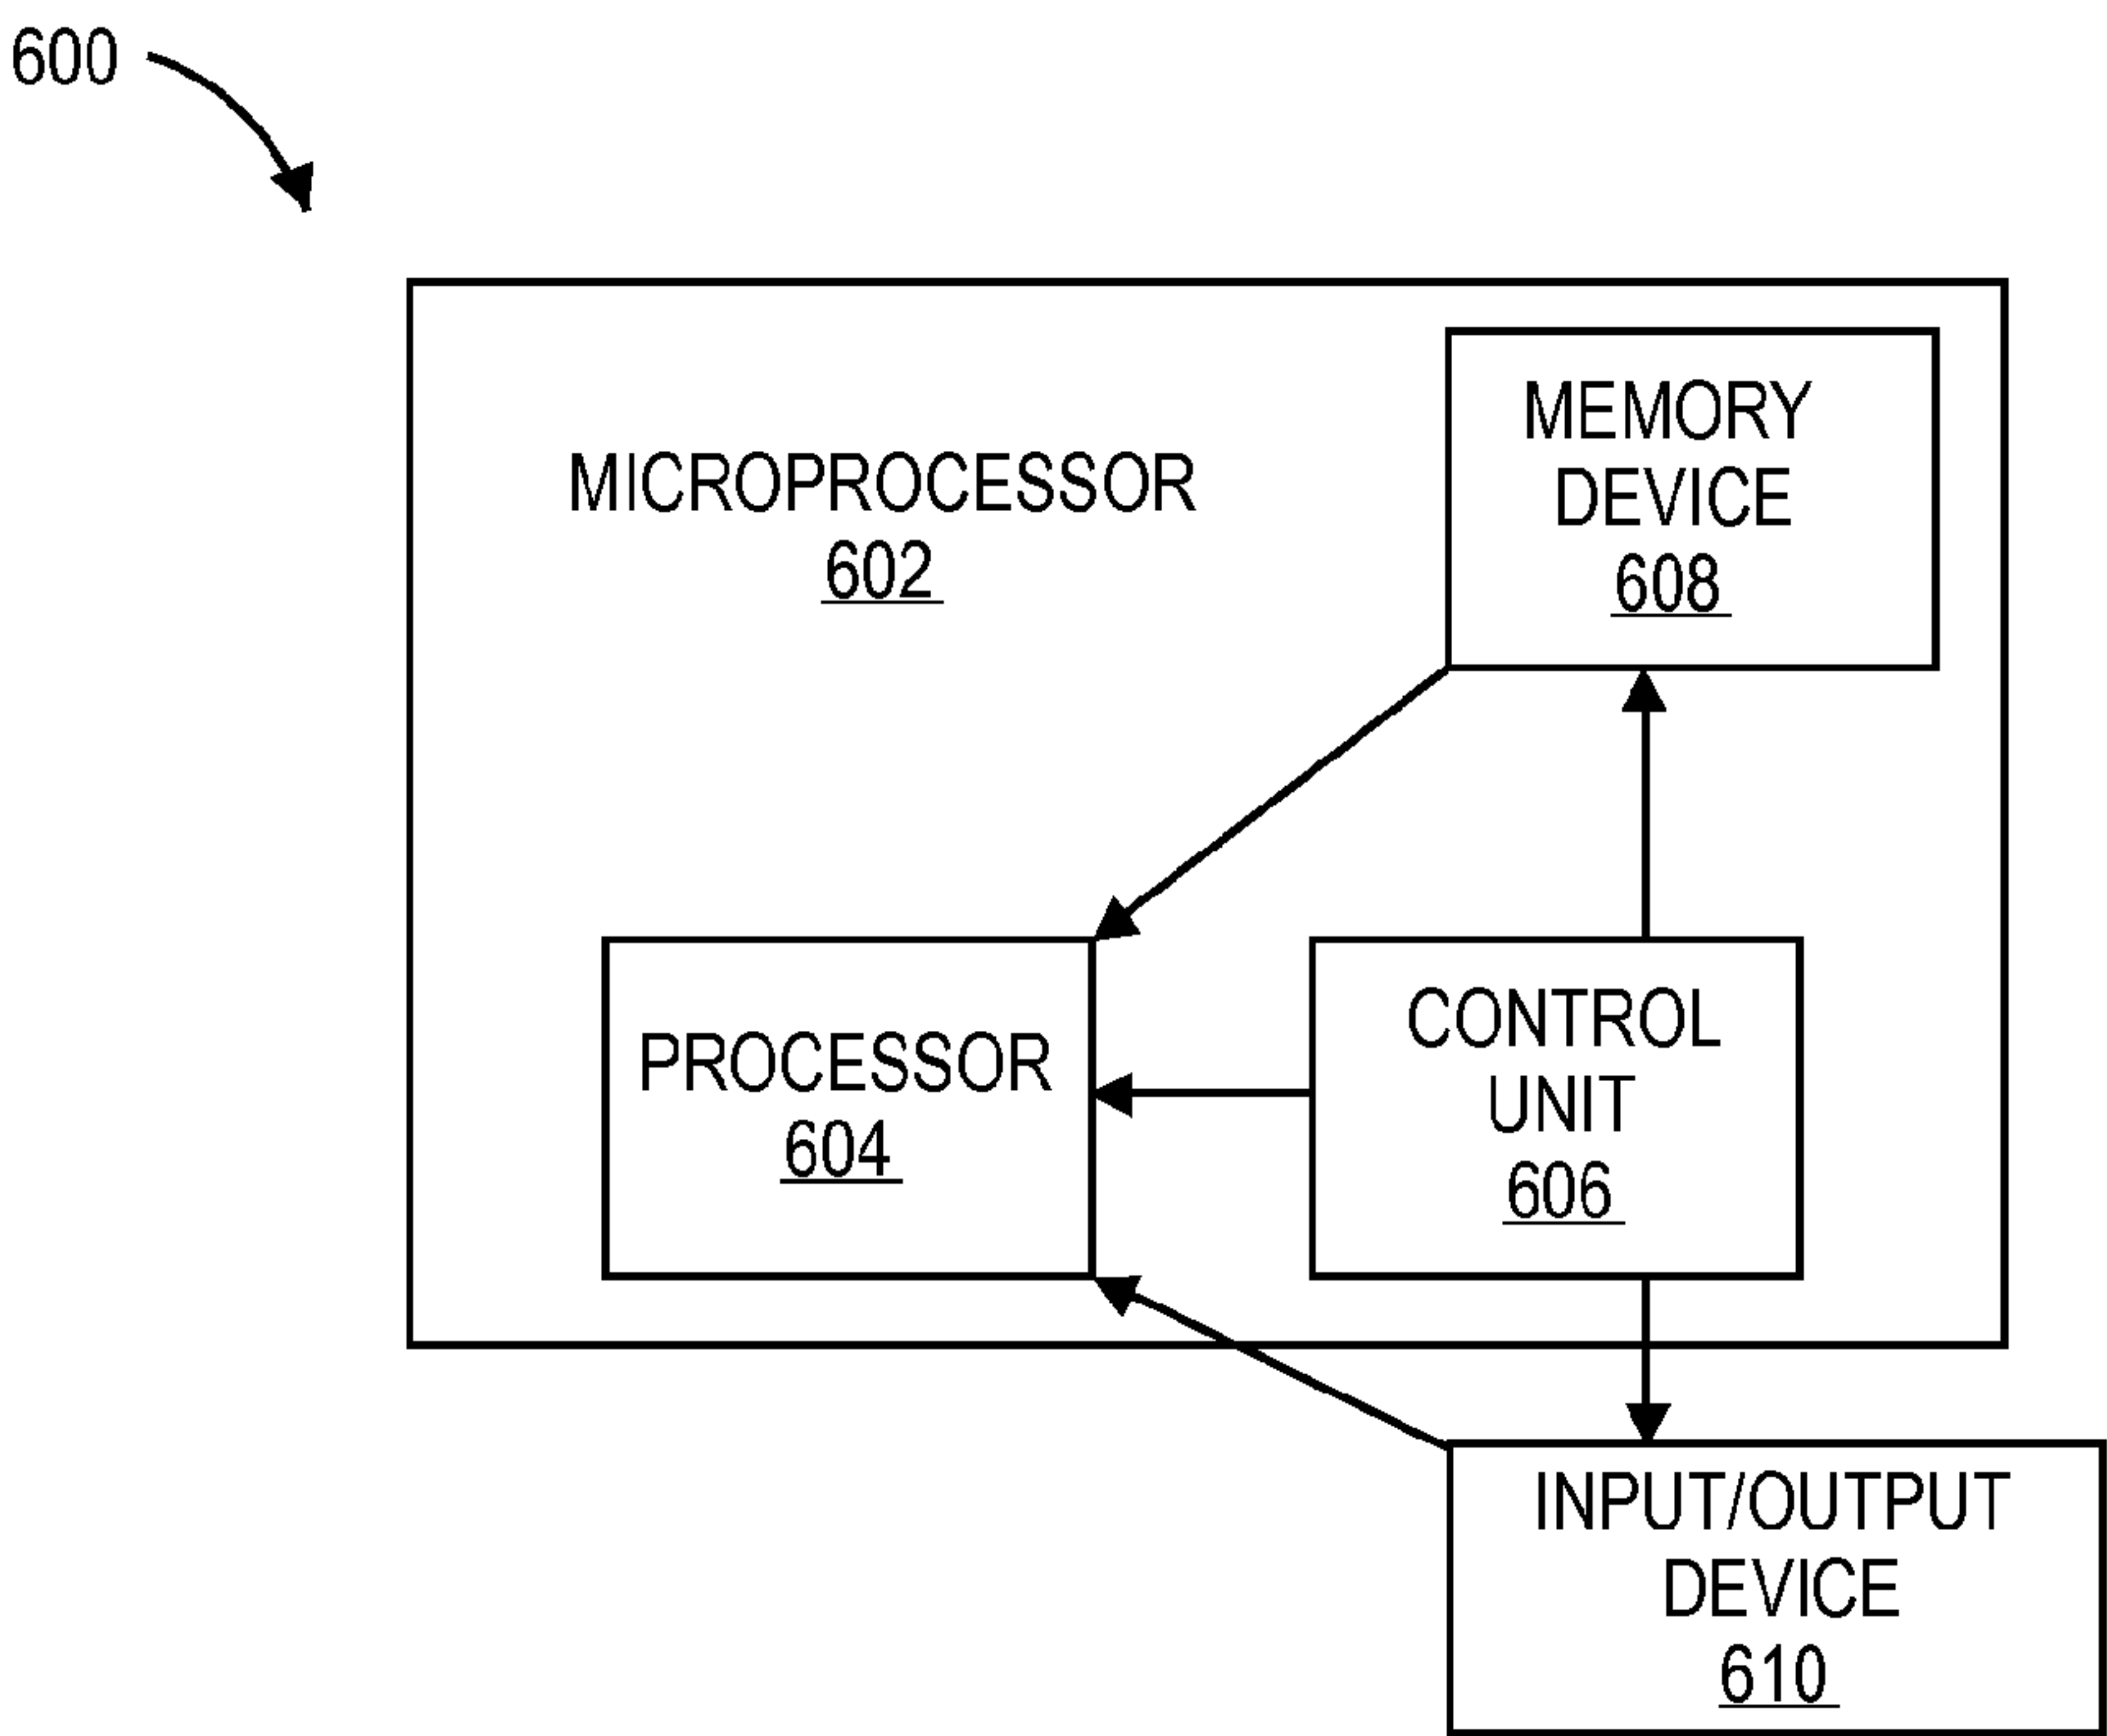 600
MICROPROCESSOR
602
MEMORY
DEVICE
608
PROCESSOR
604
CONTROL
UNIT
606
INPUT/OUTPUT
DEVICE
610